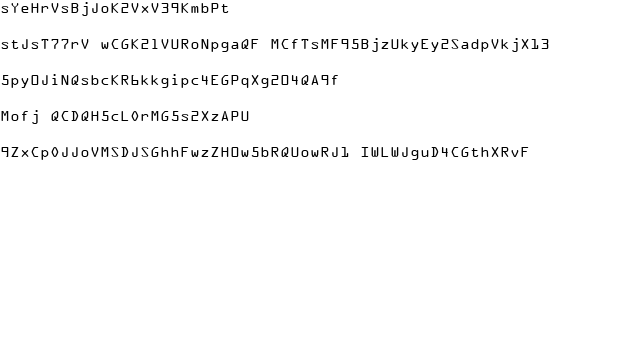 sYeHrVsBjJoK2VxV39KmbPt
stJsT77rV wCGK21VURoNpgaQF MCfTsMF95BjzUkyEy2SadpVkjX13
5pyOJiNQsbcKR6kkgipc4EGPqXg2O4QA9f
Mofj QCDQH5cL0rMG5s2XzAPU
9ZxCp0JJoVMSDJSGhhFwzZHOw5bRQUowRJ1 IWLWJguD4CGthXRvF